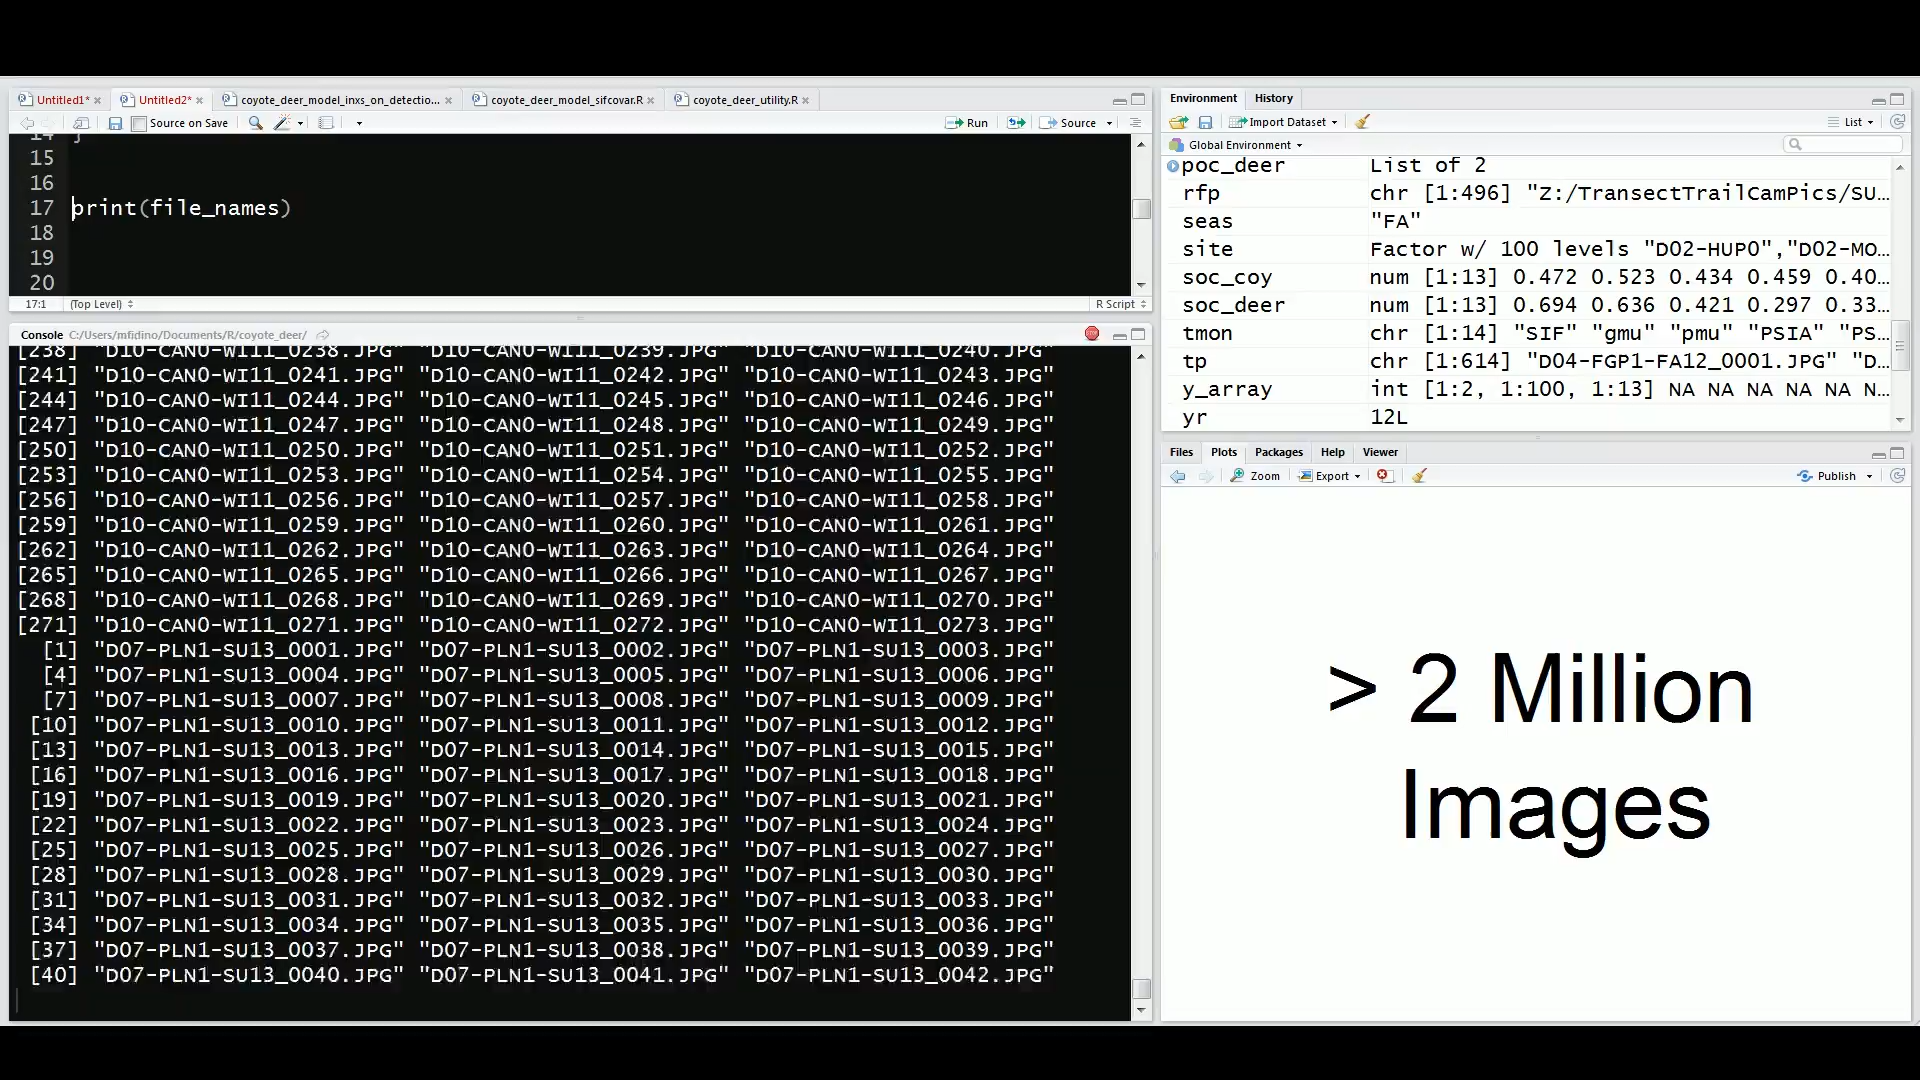 Untitled1*
Untitled2*
coyote_deer_model_inxs_on_detectio...
coyote_deer_model_sifcovar.R
coyote_deer_utility.R
Source on Save
Run
Source
14 }
15
16
17 print(file_names)
18
19
20
17:1 (Top Level)
R Script
Console C:/Users/mfidino/Documents/R/coyote_deer/
[238] "D10-CAN0-WI11_0238.JPG" "D10-CAN0-WI11_0239.JPG" "D10-CAN0-WI11_0240.JPG"
[241] "D10-CAN0-WI11_0241.JPG" "D10-CAN0-WI11_0242.JPG" "D10-CAN0-WI11_0243.JPG"
[244] "D10-CAN0-WI11_0244.JPG" "D10-CAN0-WI11_0245.JPG" "D10-CAN0-WI11_0246.JPG"
[247] "D10-CAN0-WI11_0247.JPG" "D10-CAN0-WI11_0248.JPG" "D10-CAN0-WI11_0249.JPG"
[250] "D10-CAN0-WI11_0250.JPG" "D10-CAN0-WI11_0251.JPG" "D10-CAN0-WI11_0252.JPG"
[253] "D10-CAN0-WI11_0253.JPG" "D10-CAN0-WI11_0254.JPG" "D10-CAN0-WI11_0255.JPG"
[256] "D10-CAN0-WI11_0256.JPG" "D10-CAN0-WI11_0257.JPG" "D10-CAN0-WI11_0258.JPG"
[259] "D10-CAN0-WI11_0259.JPG" "D10-CAN0-WI11_0260.JPG" "D10-CAN0-WI11_0261.JPG"
[262] "D10-CAN0-WI11_0262.JPG" "D10-CAN0-WI11_0263.JPG" "D10-CAN0-WI11_0264.JPG"
[265] "D10-CAN0-WI11_0265.JPG" "D10-CAN0-WI11_0266.JPG" "D10-CAN0-WI11_0267.JPG"
[268] "D10-CAN0-WI11_0268.JPG" "D10-CAN0-WI11_0269.JPG" "D10-CAN0-WI11_0270.JPG"
[271] "D10-CAN0-WI11_0271.JPG" "D10-CAN0-WI11_0272.JPG" "D10-CAN0-WI11_0273.JPG"
[1] "D07-PLN1-SU13_0001.JPG" "D07-PLN1-SU13_0002.JPG" "D07-PLN1-SU13_0003.JPG"
[4] "D07-PLN1-SU13_0004.JPG" "D07-PLN1-SU13_0005.JPG" "D07-PLN1-SU13_0006.JPG"
[7] "D07-PLN1-SU13_0007.JPG" "D07-PLN1-SU13_0008.JPG" "D07-PLN1-SU13_0009.JPG"
[10] "D07-PLN1-SU13_0010.JPG" "D07-PLN1-SU13_0011.JPG" "D07-PLN1-SU13_0012.JPG"
[13] "D07-PLN1-SU13_0013.JPG" "D07-PLN1-SU13_0014.JPG" "D07-PLN1-SU13_0015.JPG"
[16] "D07-PLN1-SU13_0016.JPG" "D07-PLN1-SU13_0017.JPG" "D07-PLN1-SU13_0018.JPG"
[19] "D07-PLN1-SU13_0019.JPG" "D07-PLN1-SU13_0020.JPG" "D07-PLN1-SU13_0021.JPG"
[22] "D07-PLN1-SU13_0022.JPG" "D07-PLN1-SU13_0023.JPG" "D07-PLN1-SU13_0024.JPG"
[25] "D07-PLN1-SU13_0025.JPG" "D07-PLN1-SU13_0026.JPG" "D07-PLN1-SU13_0027.JPG"
[28] "D07-PLN1-SU13_0028.JPG" "D07-PLN1-SU13_0029.JPG" "D07-PLN1-SU13_0030.JPG"
[31] "D07-PLN1-SU13_0031.JPG" "D07-PLN1-SU13_0032.JPG" "D07-PLN1-SU13_0033.JPG"
[34] "D07-PLN1-SU13_0034.JPG" "D07-PLN1-SU13_0035.JPG" "D07-PLN1-SU13_0036.JPG"
[37] "D07-PLN1-SU13_0037.JPG" "D07-PLN1-SU13_0038.JPG" "D07-PLN1-SU13_0039.JPG"
[40] "D07-PLN1-SU13_0040.JPG" "D07-PLN1-SU13_0041.JPG" "D07-PLN1-SU13_0042.JPG"
Environment History
Import Dataset
List
Global Environment
poc_deer List of 2
rfp chr [1:496] "Z:/TransectTrailCamPics/SU...
seas "FA"
site Factor w/ 100 levels "D02-HUP0","D02-MO...
soc_coy num [1:13] 0.472 0.523 0.434 0.459 0.40...
soc_deer num [1:13] 0.694 0.636 0.421 0.297 0.33...
tmon chr [1:14] "SIF" "gmu" "pmu" "PSIA" "PS...
tp chr [1:614] "D04-FGP1-FA12_0001.JPG" "D...
y_array int [1:2, 1:100, 1:13] NA NA NA NA NA N...
yr 12L
Files Plots Packages Help Viewer
Zoom Export Publish
> 2 Million
Images